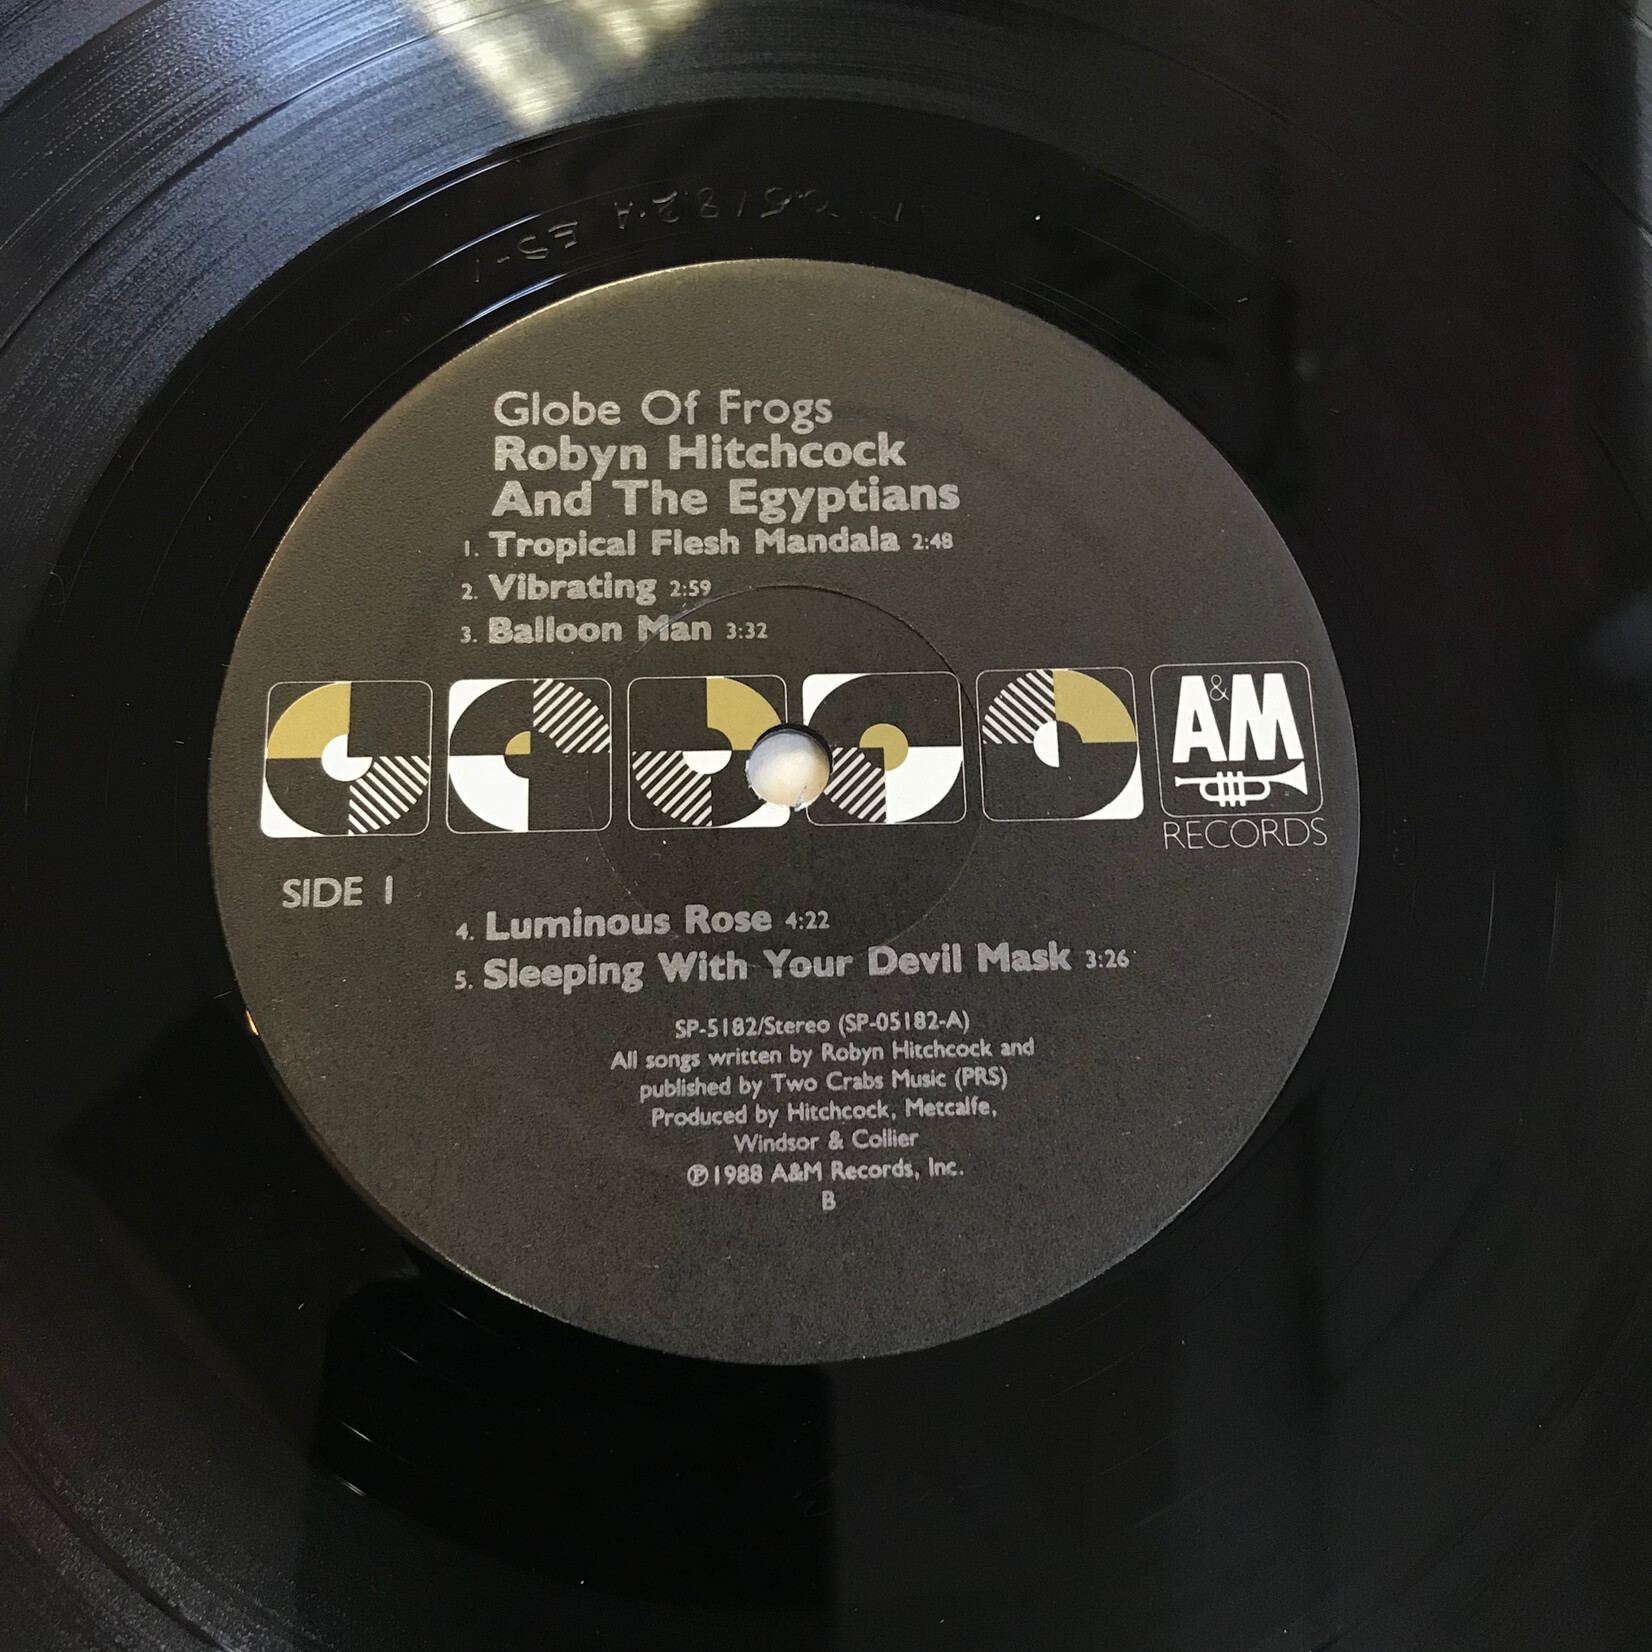 Globe Of Frogs
Robyn Hitchcock
And The Egyptians
1. Tropical Flesh Mandala 2:48
2. Vibrating 2:59
3. Balloon Man 3:32
A&M
RECORDS
SIDE 1
4. Luminous Rose 4:22
5. Sleeping With Your Devil Mask 3:26
SP-5182/Stereo (SP-05182-A)
All songs written by Robyn Hitchcock and
published by Two Crabs Music (PRS)
Produced by Hitchcock, Metcalfe,
Windsor & Collier
℗1988 A&M Records, Inc.
B